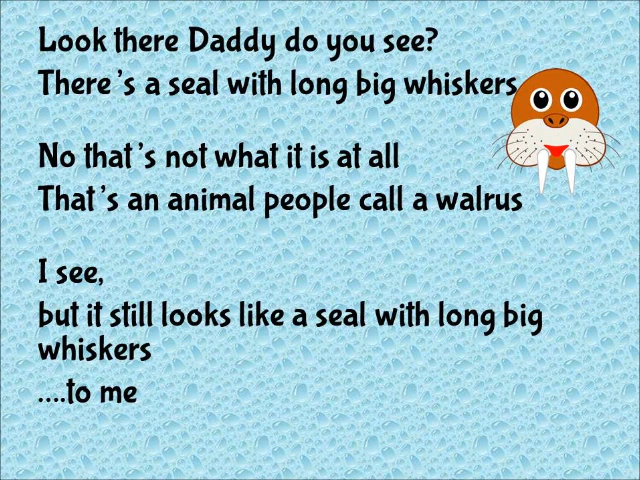 Look there Daddy do you see?
There's a seal with long big whiskers
No that's not what it is at all
That's an animal people call a walrus
I see,
but it still looks like a seal with long big
whiskers
....to me